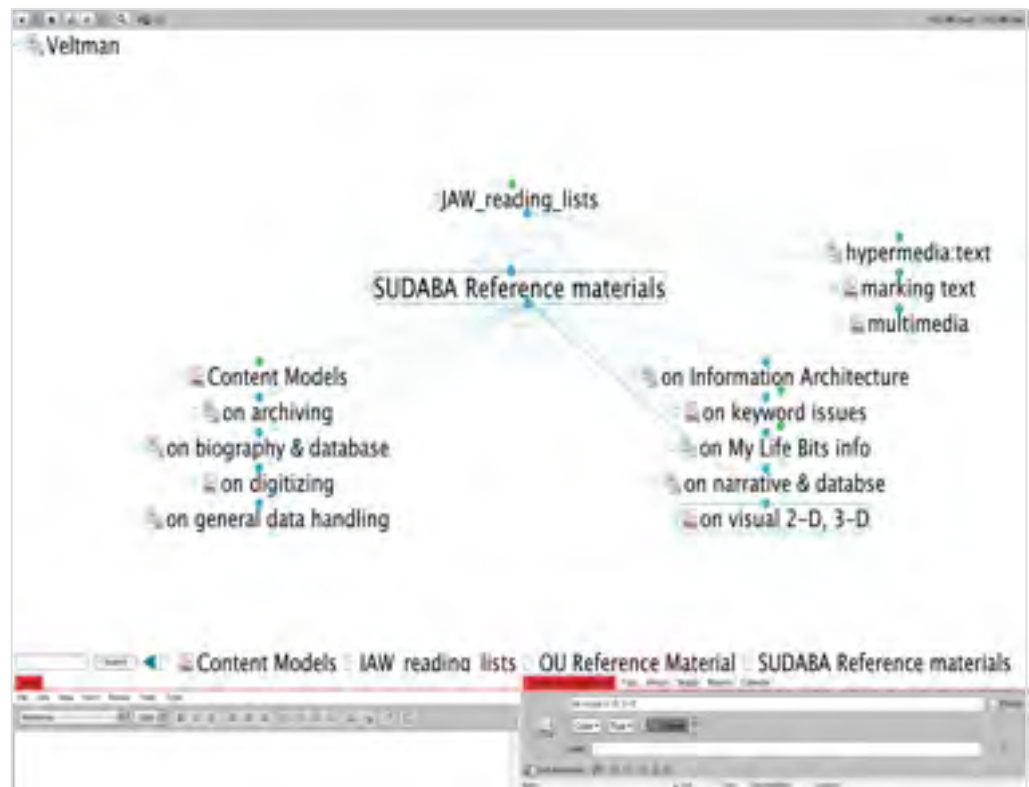 Veltman
JAW_reading_lists
SUDABA Reference materials
hypermedia:text
marking text
multimedia
Content Models
on archiving
on biography & database
on digitizing
on general data handling
on Information Architecture
on keyword issues
on My Life Bits info
on narrative & databse
on visual 2-D, 3-D
Content Models JAW reading lists OU Reference Material SUDABA Reference materials